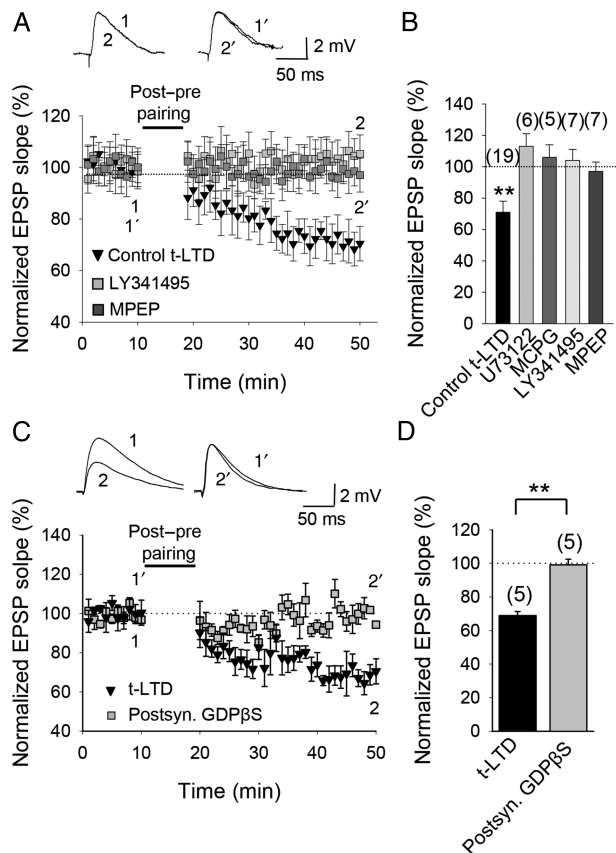 A
1
2
1′
2′
2 mV
50 ms
Post–pre
pairing
Normalized EPSP slope (%)
120
100
80
60
40
2
1
1′
2′
Control t-LTD
LY341495
MPEP
0
10
20
30
40
50
Time (min)
B
Normalized EPSP slope (%)
140
120
100
80
60
40
20
0
(19)
**
(6)
(5)
(7)
(7)
Control t-LTD
U73122
MCPG
LY341495
MPEP
C
1
2
1′
2′
2 mV
50 ms
Post–pre
pairing
Normalized EPSP solpe (%)
140
120
100
80
60
40
1′
1
2′
2
t-LTD
Postsyn. GDPβS
0
10
20
30
40
50
Time (min)
D
Normalized EPSP slope (%)
120
100
80
60
40
20
0
**
(5)
(5)
t-LTD
Postsyn. GDPβS